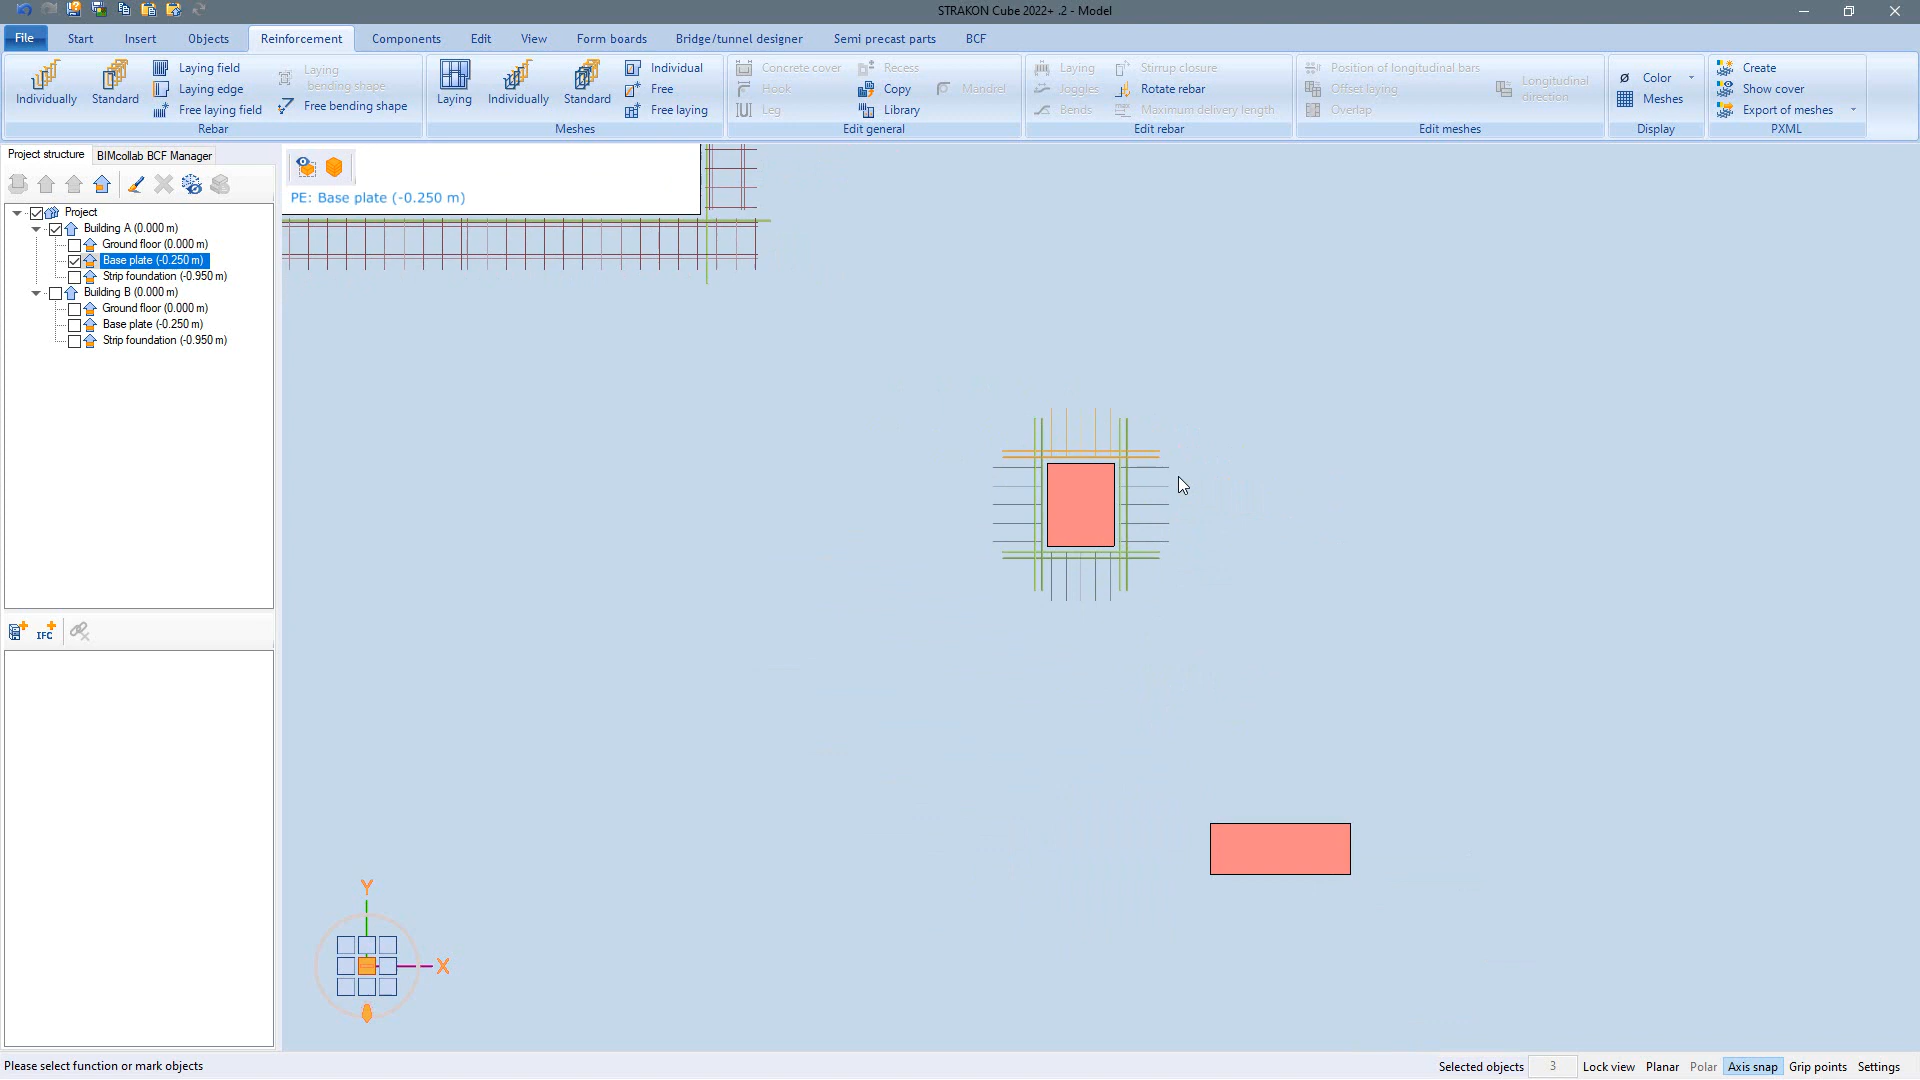 STRAKON Cube 2022+ .2 - Model
File Start Insert Objects Reinforcement Components Edit View Form boards Bridge/tunnel designer Semi precast parts BCF
Individually
Standard
Laying field
Laying edge
Free laying field
Laying
bending shape
Free bending shape
Rebar
Laying
Individually
Standard
Individual
Free
Free laying
Meshes
Concrete cover
Hook
Leg
Recess
Copy
Library
Mandrel
Edit general
Laying
Joggles
Bends
Stirrup closure
Rotate rebar
Maximum delivery length
Edit rebar
Position of longitudinal bars
Offset laying
Overlap
Longitudinal
direction
Edit meshes
Color
Meshes
Display
Create
Show cover
Export of meshes
PXML
Project structure BIMcollab BCF Manager
Project
Building A (0.000 m)
Ground floor (0.000 m)
Base plate (-0.250 m)
Strip foundation (-0.950 m)
Building B (0.000 m)
Ground floor (0.000 m)
Base plate (-0.250 m)
Strip foundation (-0.950 m)
IFC
PE: Base plate (-0.250 m)
Y
X
Please select function or mark objects
Selected objects 3 Lock view Planar Polar Axis snap Grip points Settings